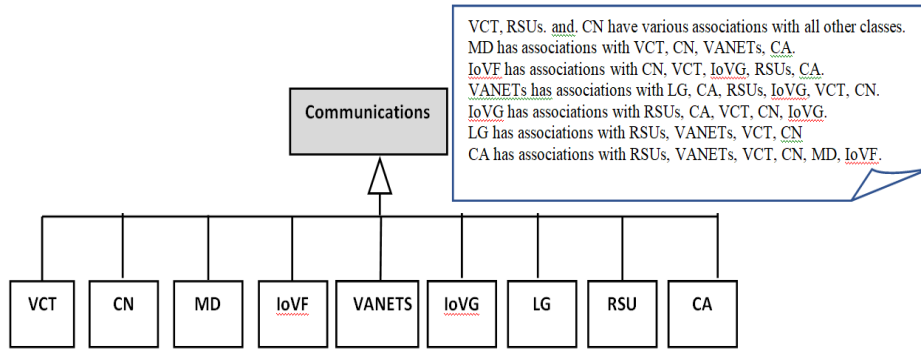 VCT, RSUs. and. CN have various associations with all other classes.
MD has associations with VCT, CN, VANETs, CA.
IoVF has associations with CN, VCT, IoVG, RSUs, CA.
VANETs has associations with LG, CA, RSUs, IoVG, VCT, CN.
IoVG has associations with RSUs, CA, VCT, CN, IoVG.
LG has associations with RSUs, VANETs, VCT, CN
CA has associations with RSUs, VANETs, VCT, CN, MD, IoVF.
Communications
VCT
CN
MD
IoVF
VANETS
IoVG
LG
RSU
CA